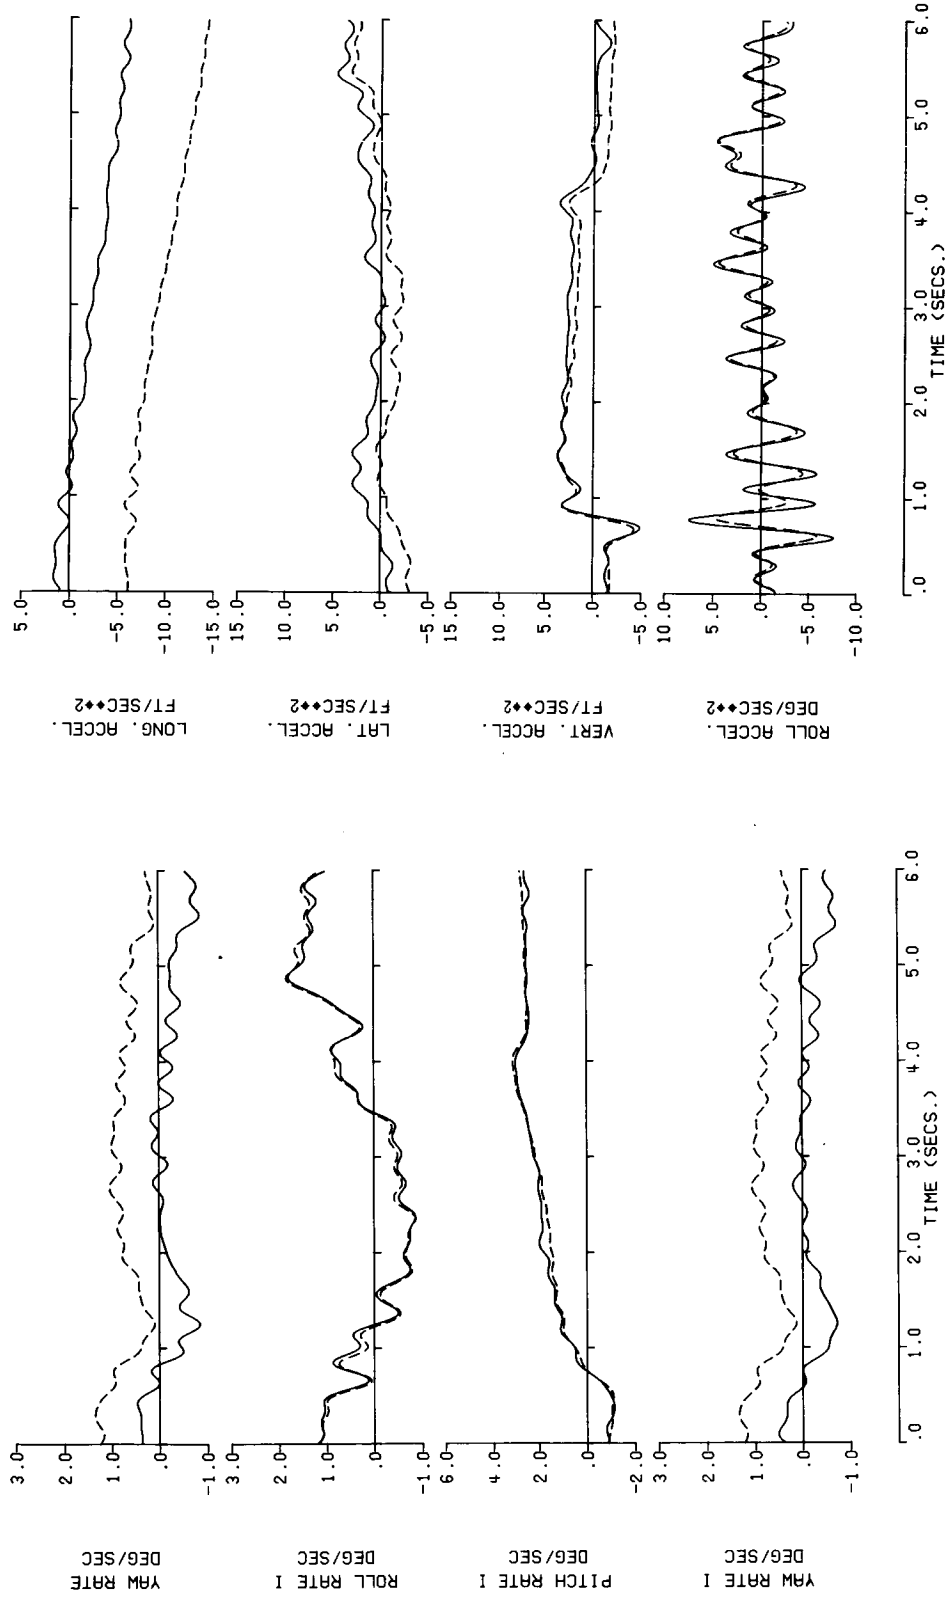 YAW RATE
DEG/SEC
3.0
2.0
1.0
.0
-1.0
ROLL RATE I
DEG/SEC
3.0
2.0
1.0
.0
-1.0
PITCH RATE I
DEG/SEC
6.0
4.0
2.0
.0
-2.0
YAW RATE I
DEG/SEC
3.0
2.0
1.0
.0
-1.0
.0 1.0 2.0 3.0 4.0 5.0 6.0
TIME (SECS.)
LONG. ACCEL.
FT/SEC**2
5.0
.0
-5.0
-10.0
-15.0
LAT. ACCEL.
FT/SEC**2
15.0
10.0
5.0
.0
-5.0
VERT. ACCEL.
FT/SEC**2
15.0
10.0
5.0
.0
-5.0
ROLL ACCEL.
DEG/SEC**2
10.0
5.0
.0
-5.0
-10.0
.0 1.0 2.0 3.0 4.0 5.0 6.0
TIME (SECS.)